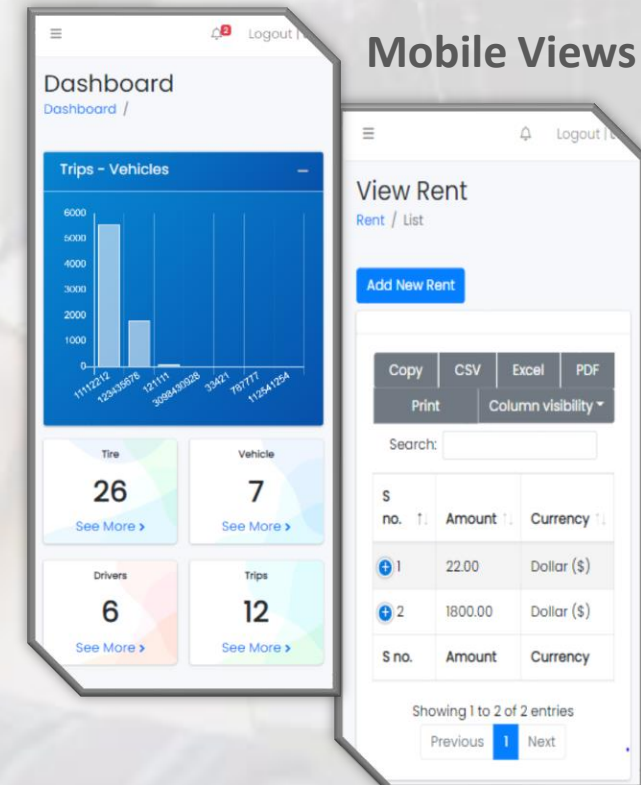 Mobile Views
2
Logout |
Dashboard
Dashboard /
Trips - Vehicles
6000
5000
4000
3000
2000
1000
0
11112212
123435678
121111
3098430928
33421
787777
112541254
Tire
26
See More >
Vehicle
7
See More >
Drivers
6
See More >
Trips
12
See More >
Logout |
View Rent
Rent / List
Add New Rent
Copy CSV Excel PDF
Print Column visibility
Search:
S no. Amount Currency
1 22.00 Dollar ($)
2 1800.00 Dollar ($)
S no. Amount Currency
Showing 1 to 2 of 2 entries
Previous 1 Next